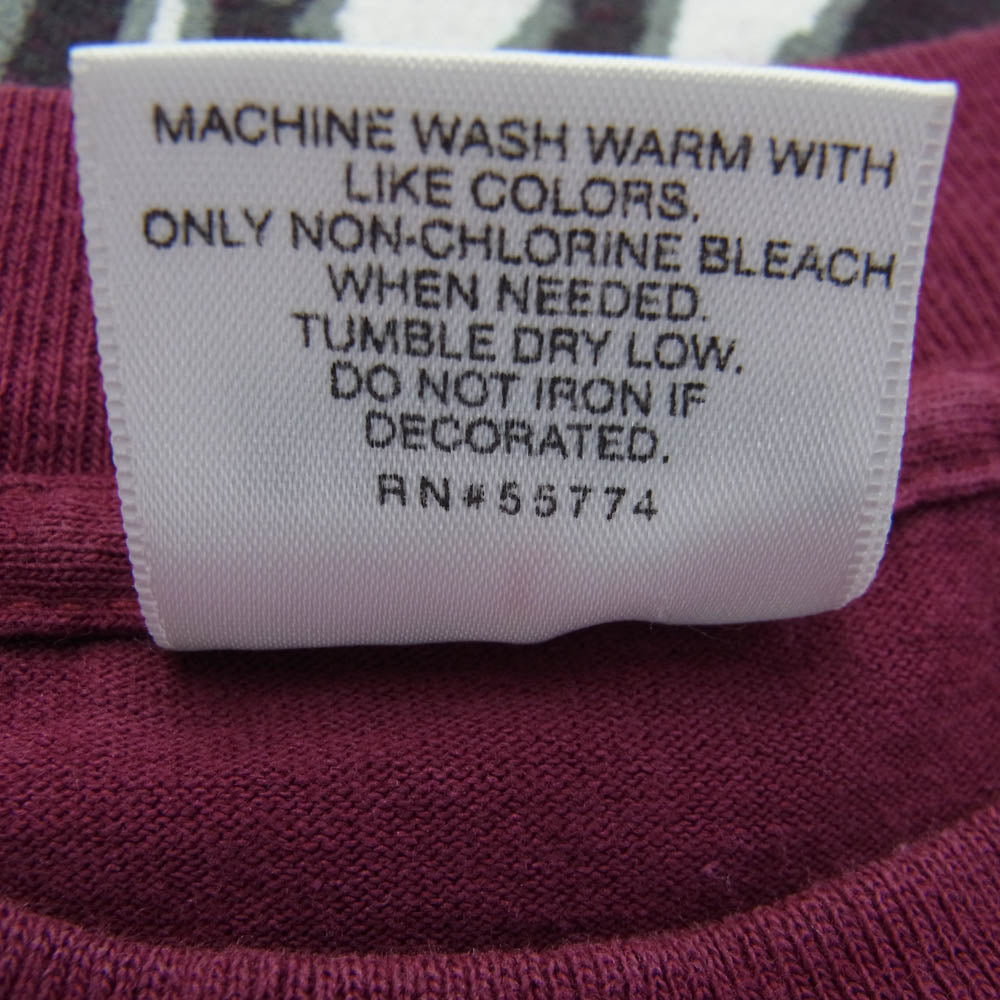 MACHINE WASH WARM WITH
LIKE COLORS.
ONLY NON-CHLORINE BLEACH
WHEN NEEDED.
TUMBLE DRY LOW.
DO NOT IRON IF
DECORATED.
RN#55774